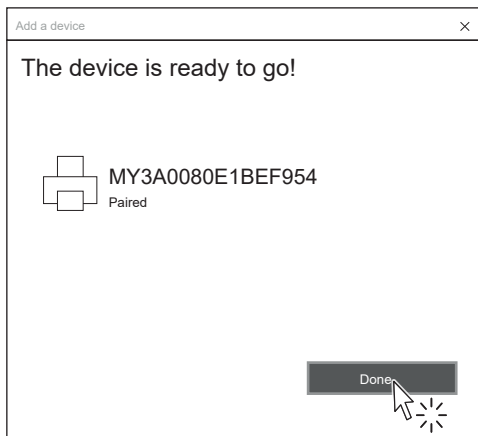 Add a device
The device is ready to go!
MY3A0080E1BEF954
Paired
Done